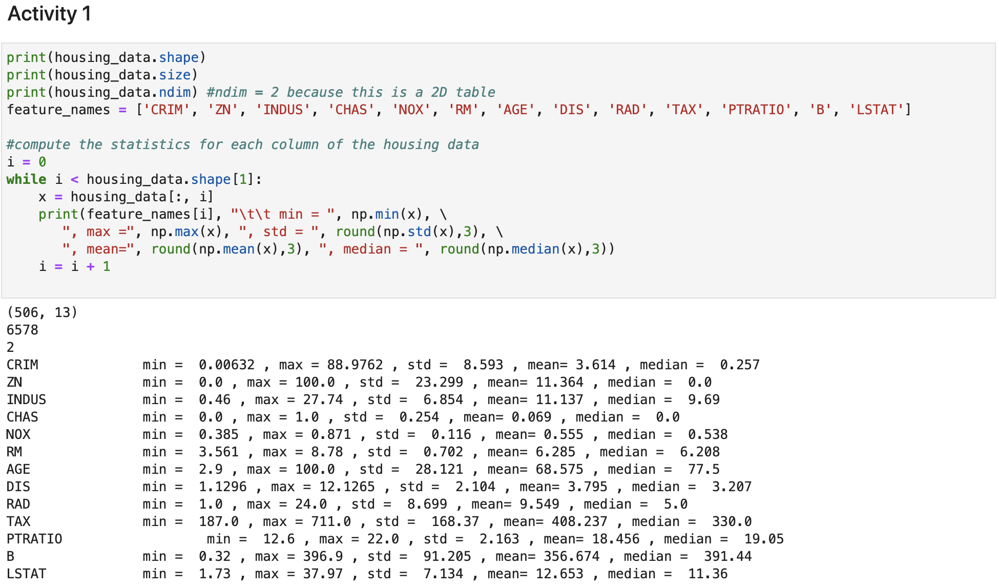 Activity 1
print(housing_data.shape)
print(housing_data.size)
print(housing_data.ndim) #ndim = 2 because this is a 2D table
feature_names = ['CRIM', 'ZN', 'INDUS', 'CHAS', 'NOX', 'RM', 'AGE', 'DIS', 'RAD', 'TAX', 'PTRATIO', 'B', 'LSTAT']
#compute the statistics for each column of the housing data
i = 0
while i < housing_data.shape[1]:
    x = housing_data[:, i]
    print(feature_names[i], "\t\t min = ", np.min(x), \
       ", max =", np.max(x), ", std = ", round(np.std(x),3), \
       ", mean=", round(np.mean(x),3), ", median = ", round(np.median(x),3))
    i = i + 1
(506, 13)
6578
2
CRIM             min =  0.00632 , max = 88.9762 , std =  8.593 , mean= 3.614 , median =  0.257
ZN               min =  0.0 , max = 100.0 , std =  23.299 , mean= 11.364 , median =  0.0
INDUS            min =  0.46 , max = 27.74 , std =  6.854 , mean= 11.137 , median =  9.69
CHAS             min =  0.0 , max = 1.0 , std =  0.254 , mean= 0.069 , median =  0.0
NOX              min =  0.385 , max = 0.871 , std =  0.116 , mean= 0.555 , median =  0.538
RM               min =  3.561 , max = 8.78 , std =  0.702 , mean= 6.285 , median =  6.208
AGE              min =  2.9 , max = 100.0 , std =  28.121 , mean= 68.575 , median =  77.5
DIS              min =  1.1296 , max = 12.1265 , std =  2.104 , mean= 3.795 , median =  3.207
RAD              min =  1.0 , max = 24.0 , std =  8.699 , mean= 9.549 , median =  5.0
TAX              min =  187.0 , max = 711.0 , std =  168.37 , mean= 408.237 , median =  330.0
PTRATIO                  min =  12.6 , max = 22.0 , std =  2.163 , mean= 18.456 , median =  19.05
B                min =  0.32 , max = 396.9 , std =  91.205 , mean= 356.674 , median =  391.44
LSTAT            min =  1.73 , max = 37.97 , std =  7.134 , mean= 12.653 , median =  11.36